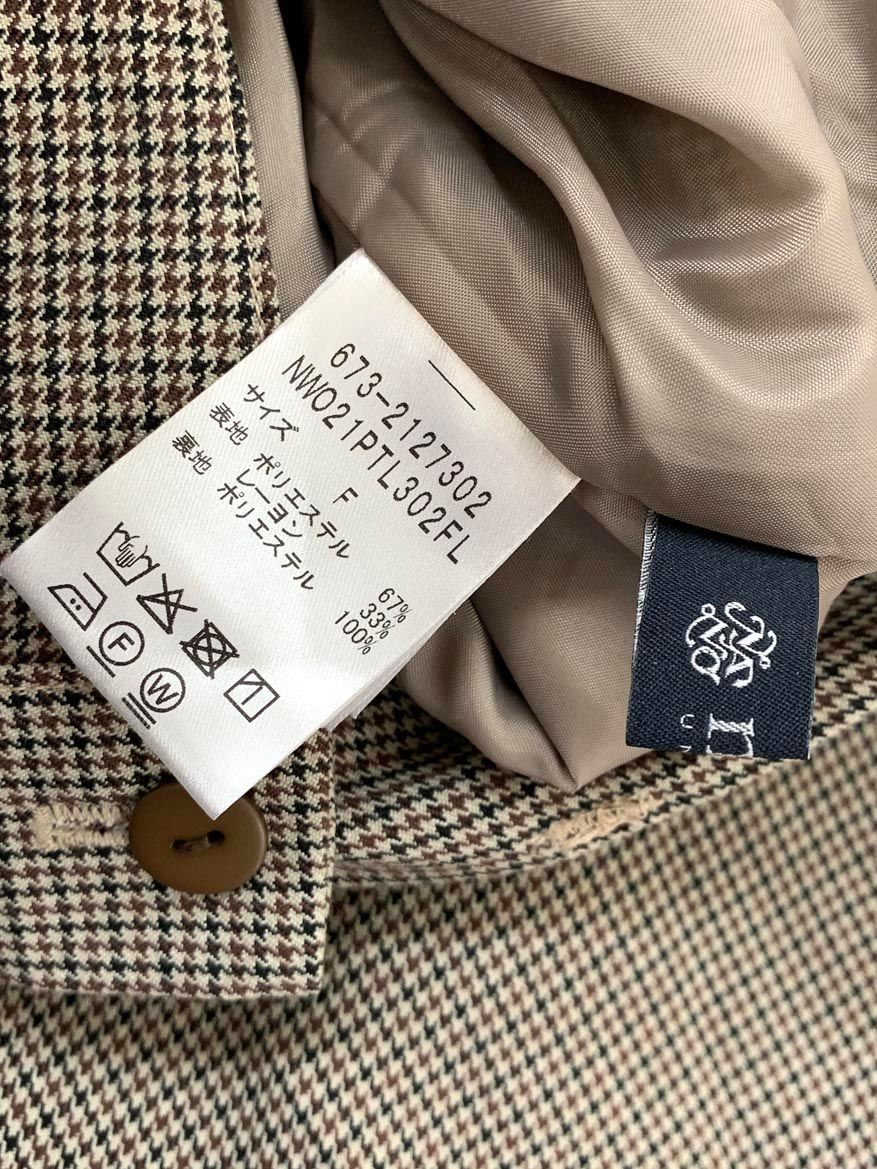 673-2127302
NWO21PTL302FL
サイズ F
表地 ポリエステル 67%
レーヨン 33%
裏地 ポリエステル 100%
F
W
n